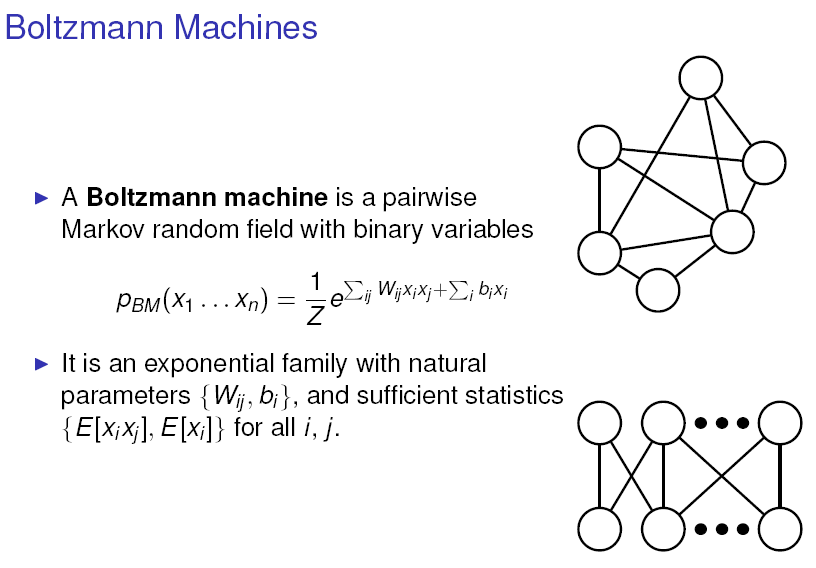 Boltzmann Machines
▶ A Boltzmann machine is a pairwise
Markov random field with binary variables
p_{BM}(x_1 … x_n) = \frac{1}{Z} e^{\sum_{ij} W_{ij} x_i x_j + \sum_i b_i x_i}
▶ It is an exponential family with natural
parameters {W_{ij}, b_i}, and sufficient statistics
{E[x_i x_j], E[x_i]} for all i, j.